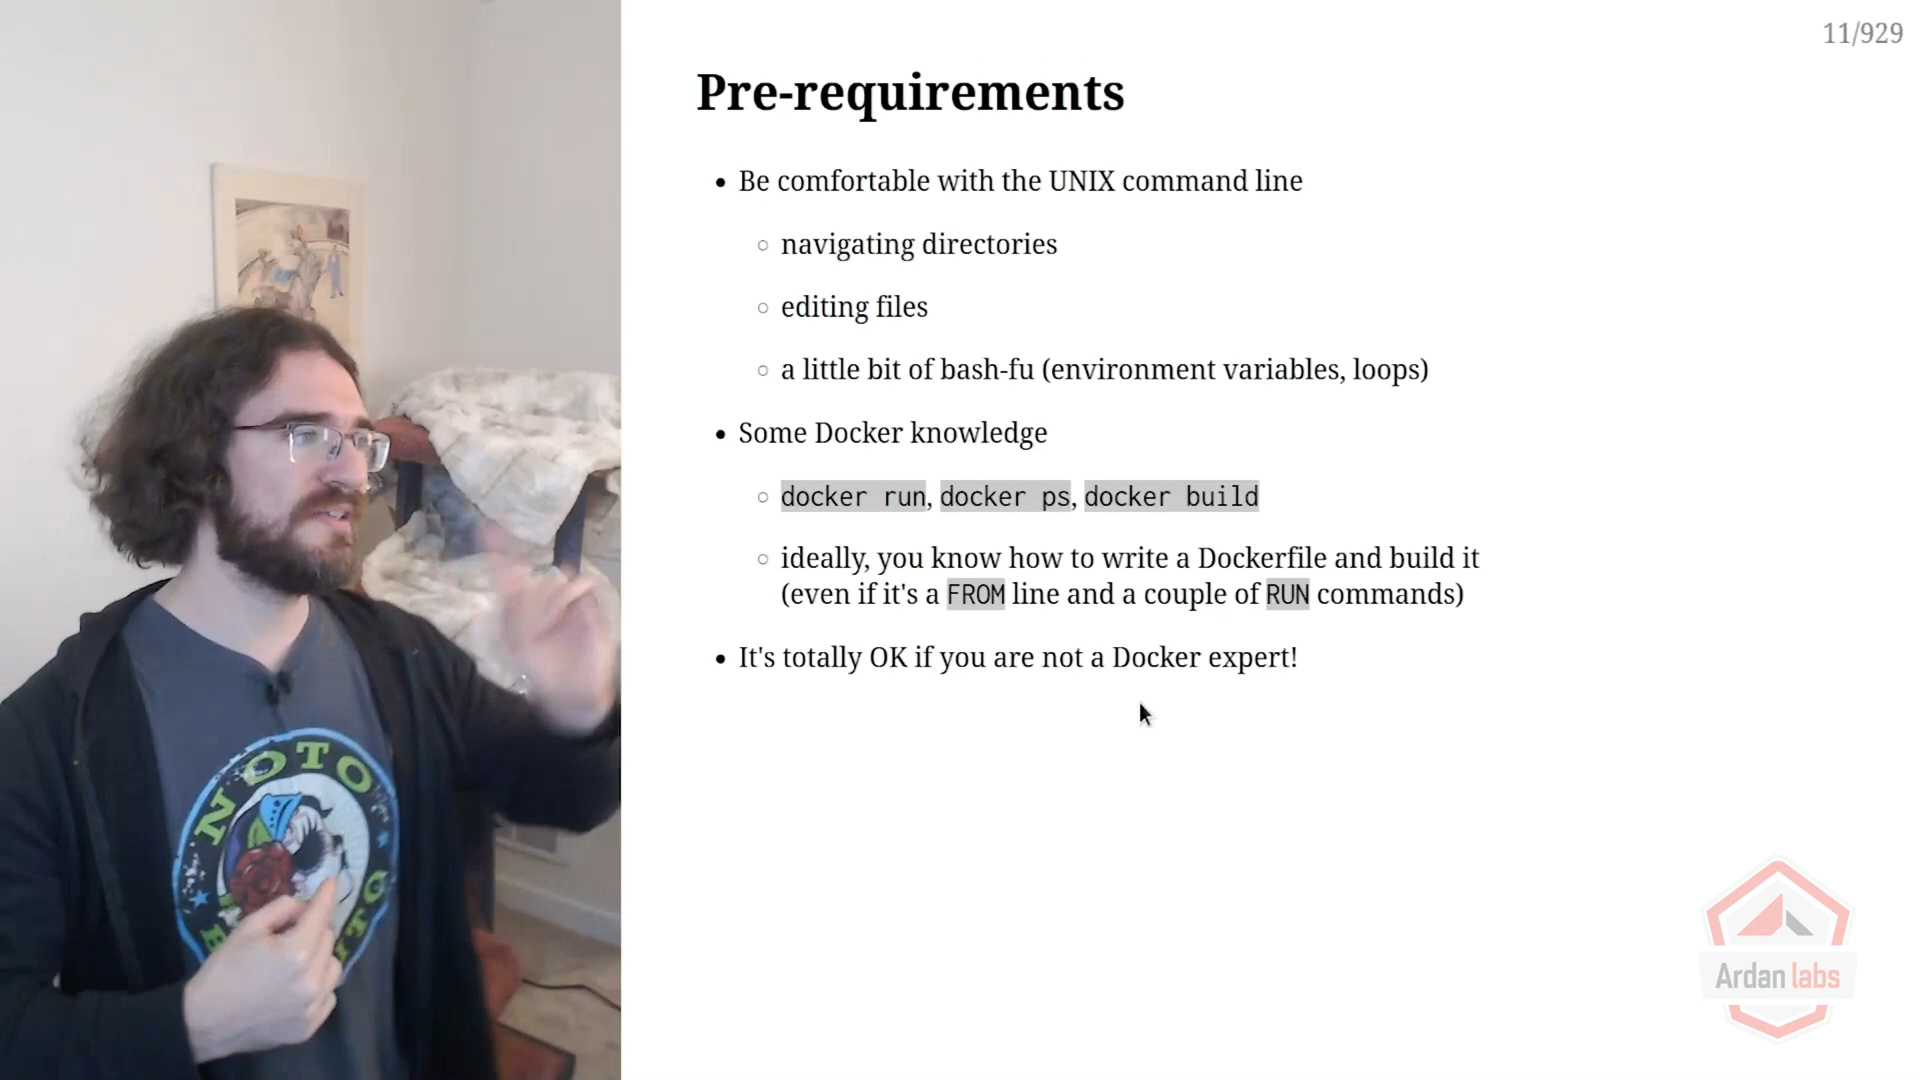 11/929
Pre-requirements
• Be comfortable with the UNIX command line
○ navigating directories
○ editing files
○ a little bit of bash-fu (environment variables, loops)
• Some Docker knowledge
○ docker run, docker ps, docker build
○ ideally, you know how to write a Dockerfile and build it
(even if it's a FROM line and a couple of RUN commands)
• It's totally OK if you are not a Docker expert!
NOTO
Ardan labs